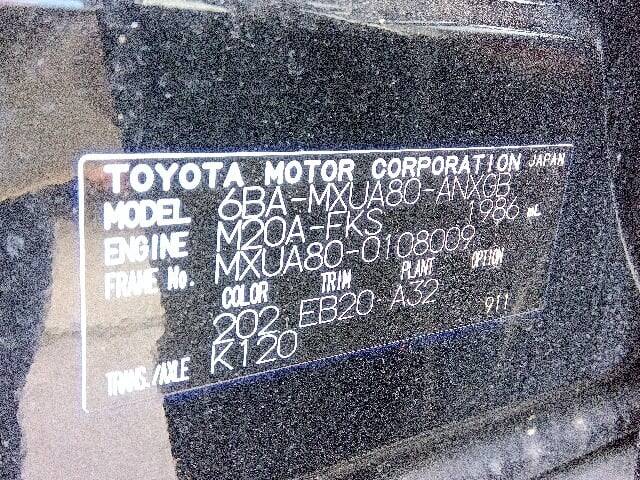 TOYOTA MOTOR CORPORATION JAPAN
MODEL 6BA-MXUA80-ANXGB
ENGINE M20A-FKS 1986 mL
FRAME No. MXUA80-0108009
COLOR TRIM PLANT OPTION
202 EB20 A32 911
TRANS./AXLE K120